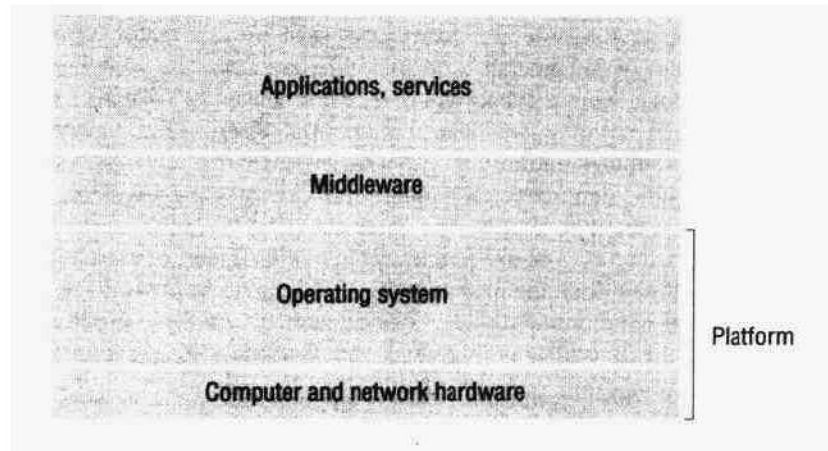 Applications, services
Middleware
Operating system
Platform
Computer and network hardware